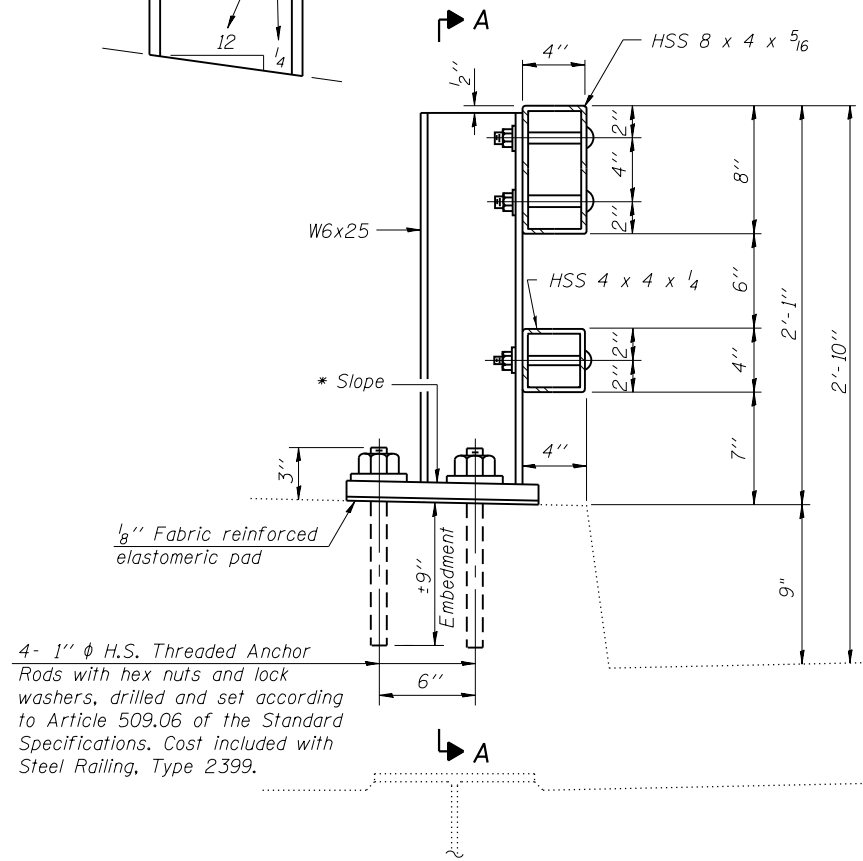 A
12
1/4
4''
HSS 8 x 4 x 5/16
1/2''
2''
4''
2''
8''
W6x25
HSS 4 x 4 x 1/4
6''
2'-1''
2'-10''
2''
2''
4''
* Slope
3''
4''
7''
1/8'' Fabric reinforced
elastomeric pad
±9''
Embedment
9"
4- 1'' ϕ H.S. Threaded Anchor
Rods with hex nuts and lock
washers, drilled and set according
to Article 509.06 of the Standard
Specifications. Cost included with
Steel Railing, Type 2399.
6''
A